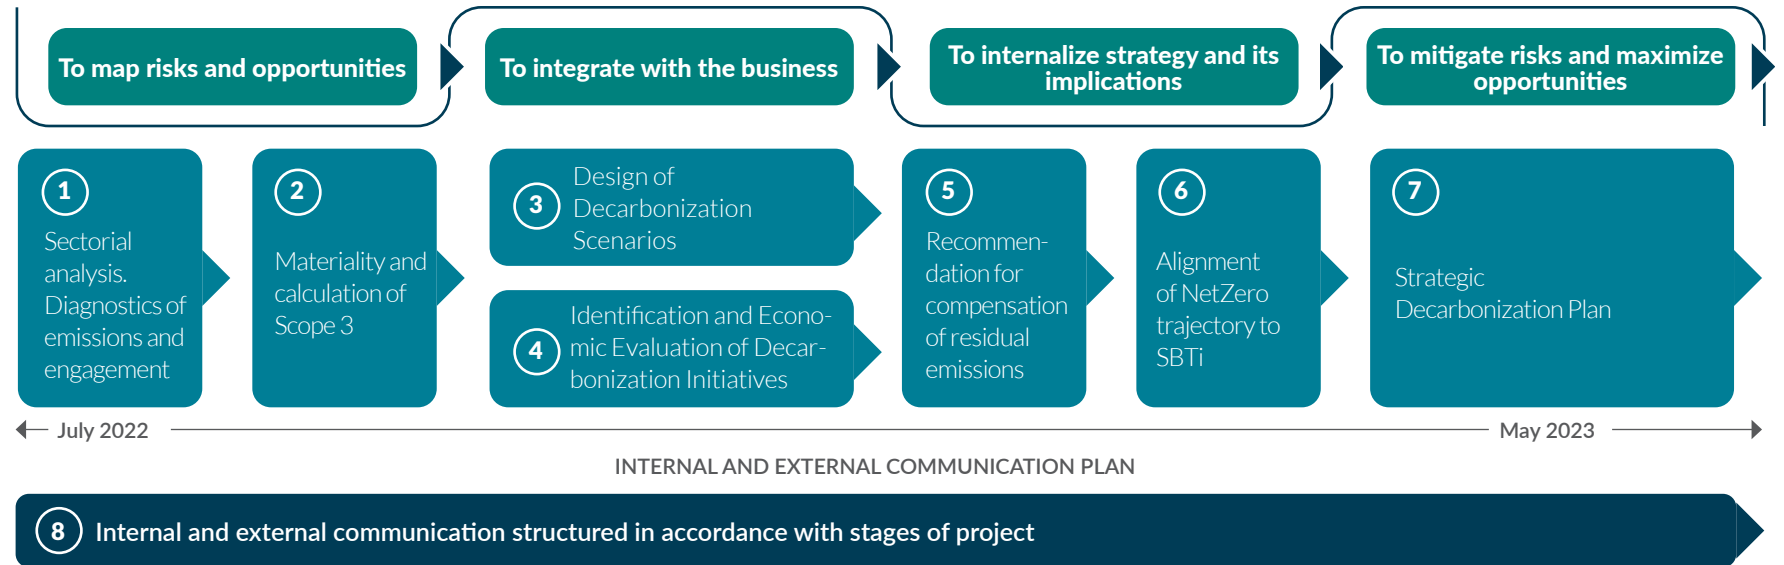 To map risks and opportunities
To integrate with the business
To internalize strategy and its
implications
To mitigate risks and maximize
opportunities
1
Sectorial
analysis.
Diagnostics of
emissions and
engagement
2
Materiality and
calculation of
Scope 3
3
Design of
Decarbonization
Scenarios
4
Identification and Econo-
mic Evaluation of Decar-
bonization Initiatives
5
Recommen-
dation for
compensation
of residual
emissions
6
Alignment
of NetZero
trajectory to
SBTi
7
Strategic
Decarbonization Plan
July 2022
May 2023
INTERNAL AND EXTERNAL COMMUNICATION PLAN
8 Internal and external communication structured in accordance with stages of project